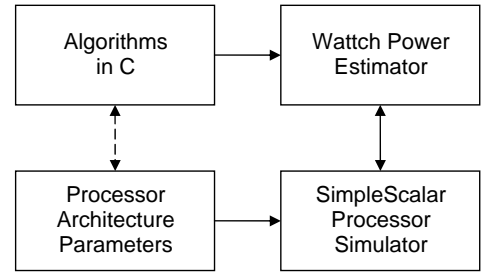 Algorithms
in C
Wattch Power
Estimator
Processor
Architecture
Parameters
SimpleScalar
Processor
Simulator